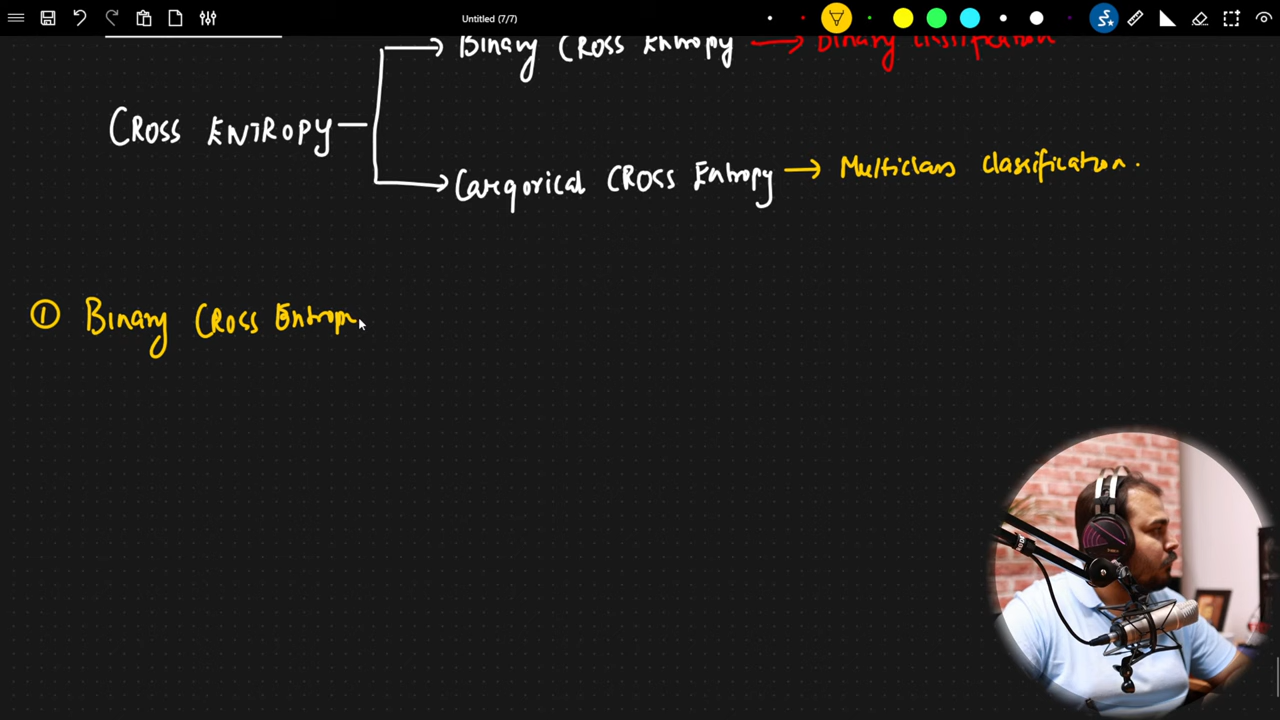 Untitled (7/7)
Binary Cross Entropy → Binary classification
CROSS ENTROPY
Categorical CROSS Entropy → Multiclass classification.
① Binary Cross Entrop